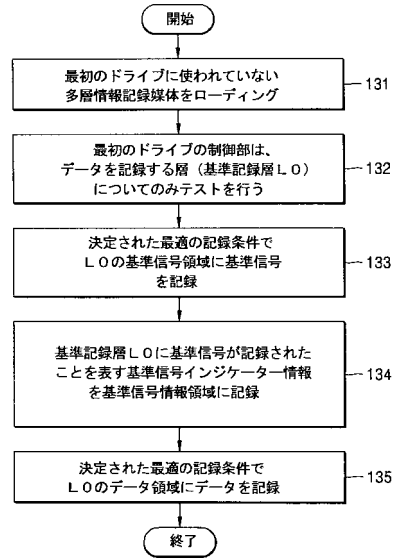 開始
最初のドライブに使われていない
多層情報記録媒体をローディング
131
最初のドライブの制御部は、
データを記録する層（基準記録層L0）
についてのみテストを行う
132
決定された最適の記録条件で
L0の基準信号領域に基準信号
を記録
133
基準記録層L0に基準信号が記録された
ことを表す基準信号インジケーター情報
を基準信号情報領域に記録
134
決定された最適の記録条件で
L0のデータ領域にデータを記録
135
終了